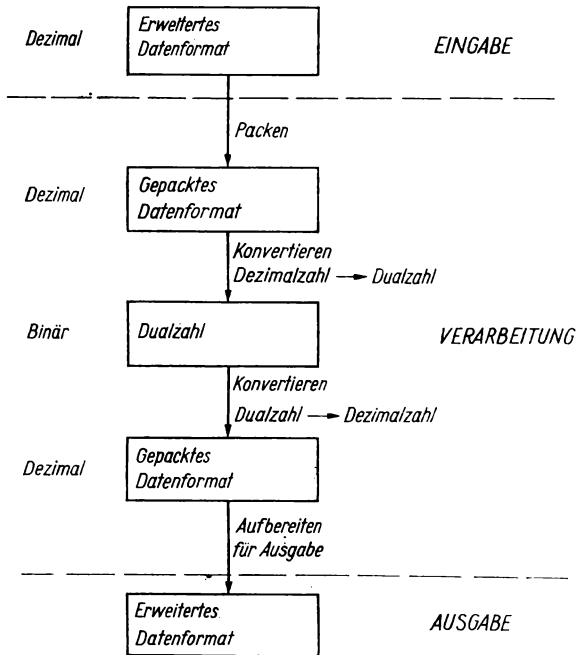 Dezimal
Erweitertes
Datenformat
EINGABE
Packen
Dezimal
Gepacktes
Datenformat
Konvertieren
Dezimalzahl → Dualzahl
Binär
Dualzahl
VERARBEITUNG
Konvertieren
Dualzahl → Dezimalzahl
Dezimal
Gepacktes
Datenformat
Aufbereiten
für Ausgabe
Erweitertes
Datenformat
AUSGABE